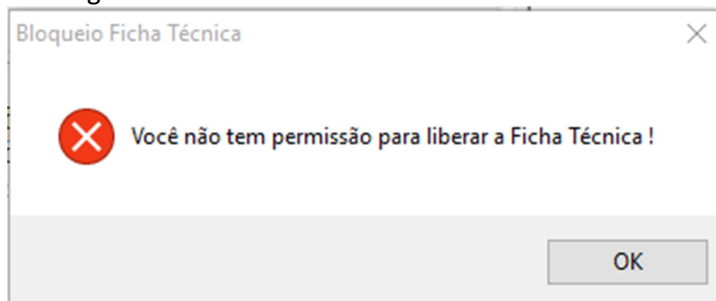 Bloqueio Ficha Técnica
Você não tem permissão para liberar a Ficha Técnica !
OK